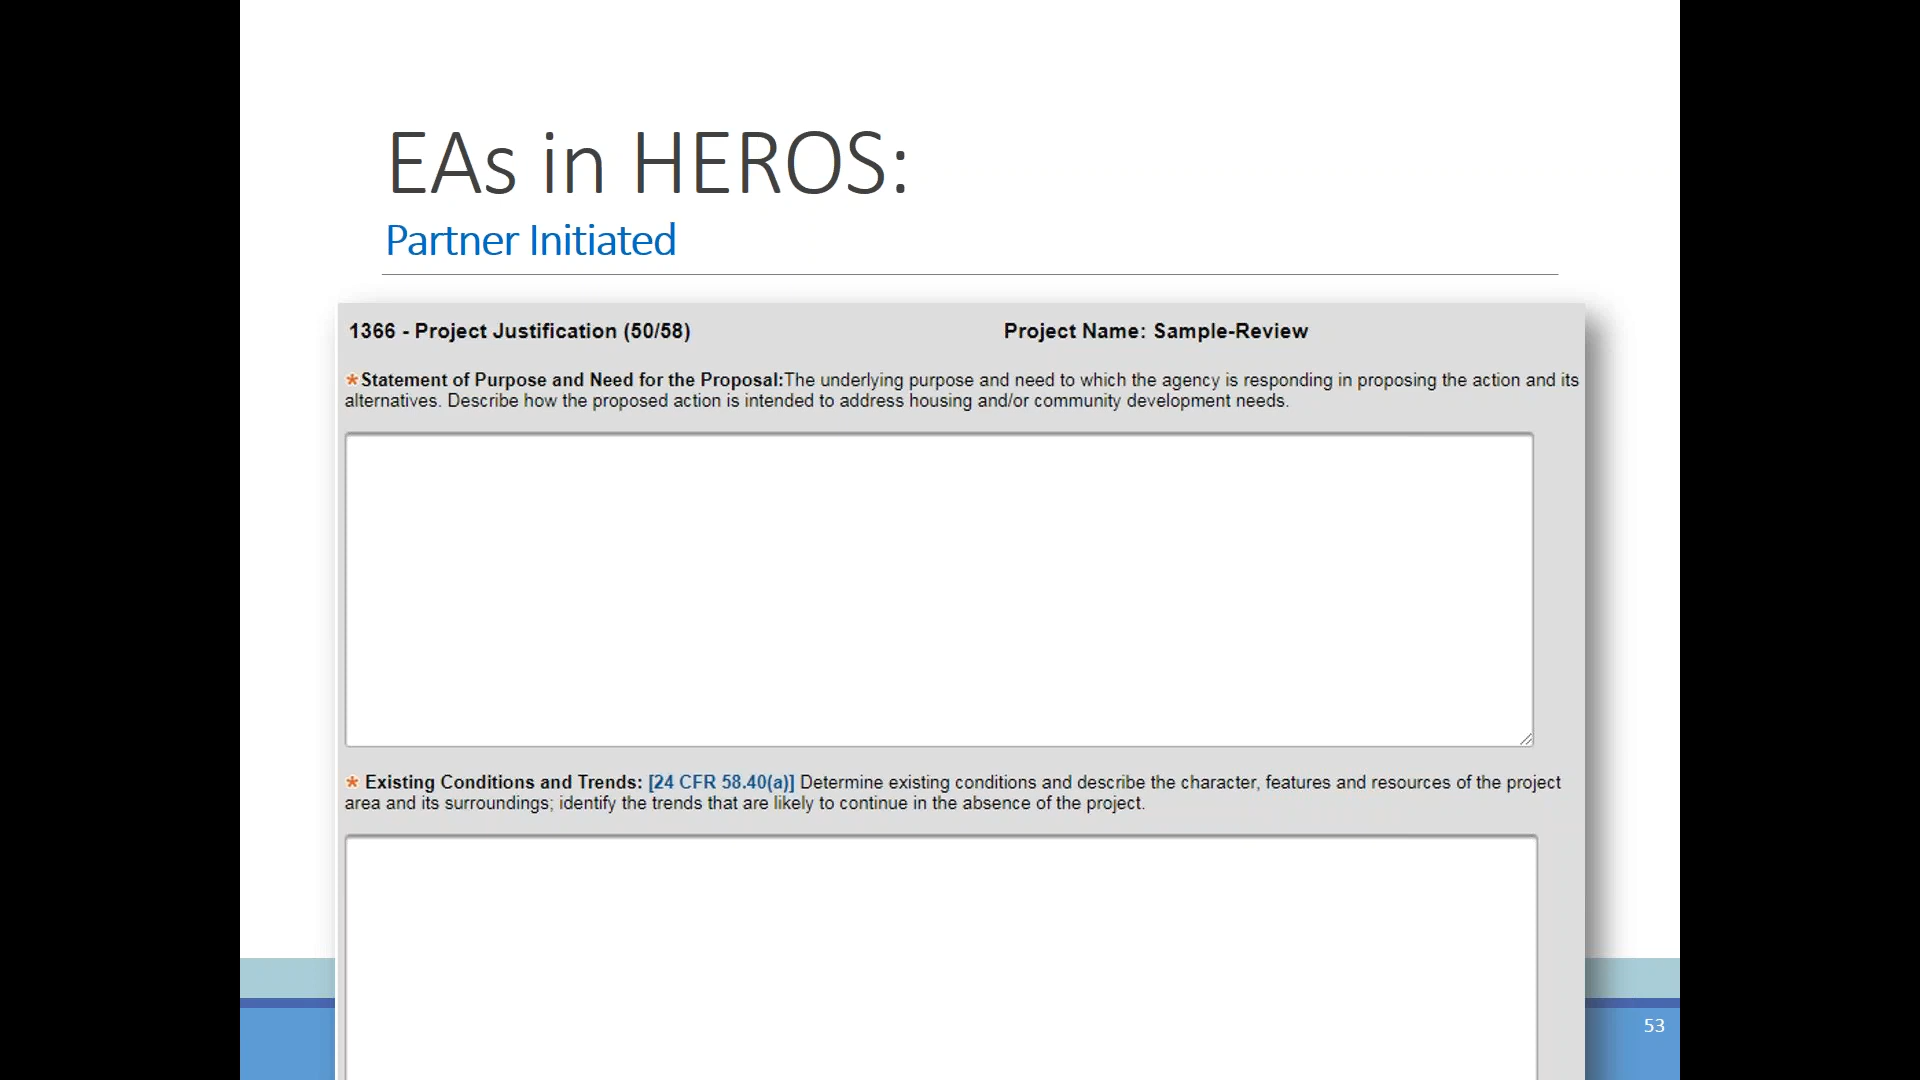 EAs in HEROS:
Partner Initiated
1366 - Project Justification (50/58)
Project Name: Sample-Review
*Statement of Purpose and Need for the Proposal:The underlying purpose and need to which the agency is responding in proposing the action and its
alternatives. Describe how the proposed action is intended to address housing and/or community development needs.
* Existing Conditions and Trends: [24 CFR 58.40(a)] Determine existing conditions and describe the character, features and resources of the project
area and its surroundings; identify the trends that are likely to continue in the absence of the project.
53